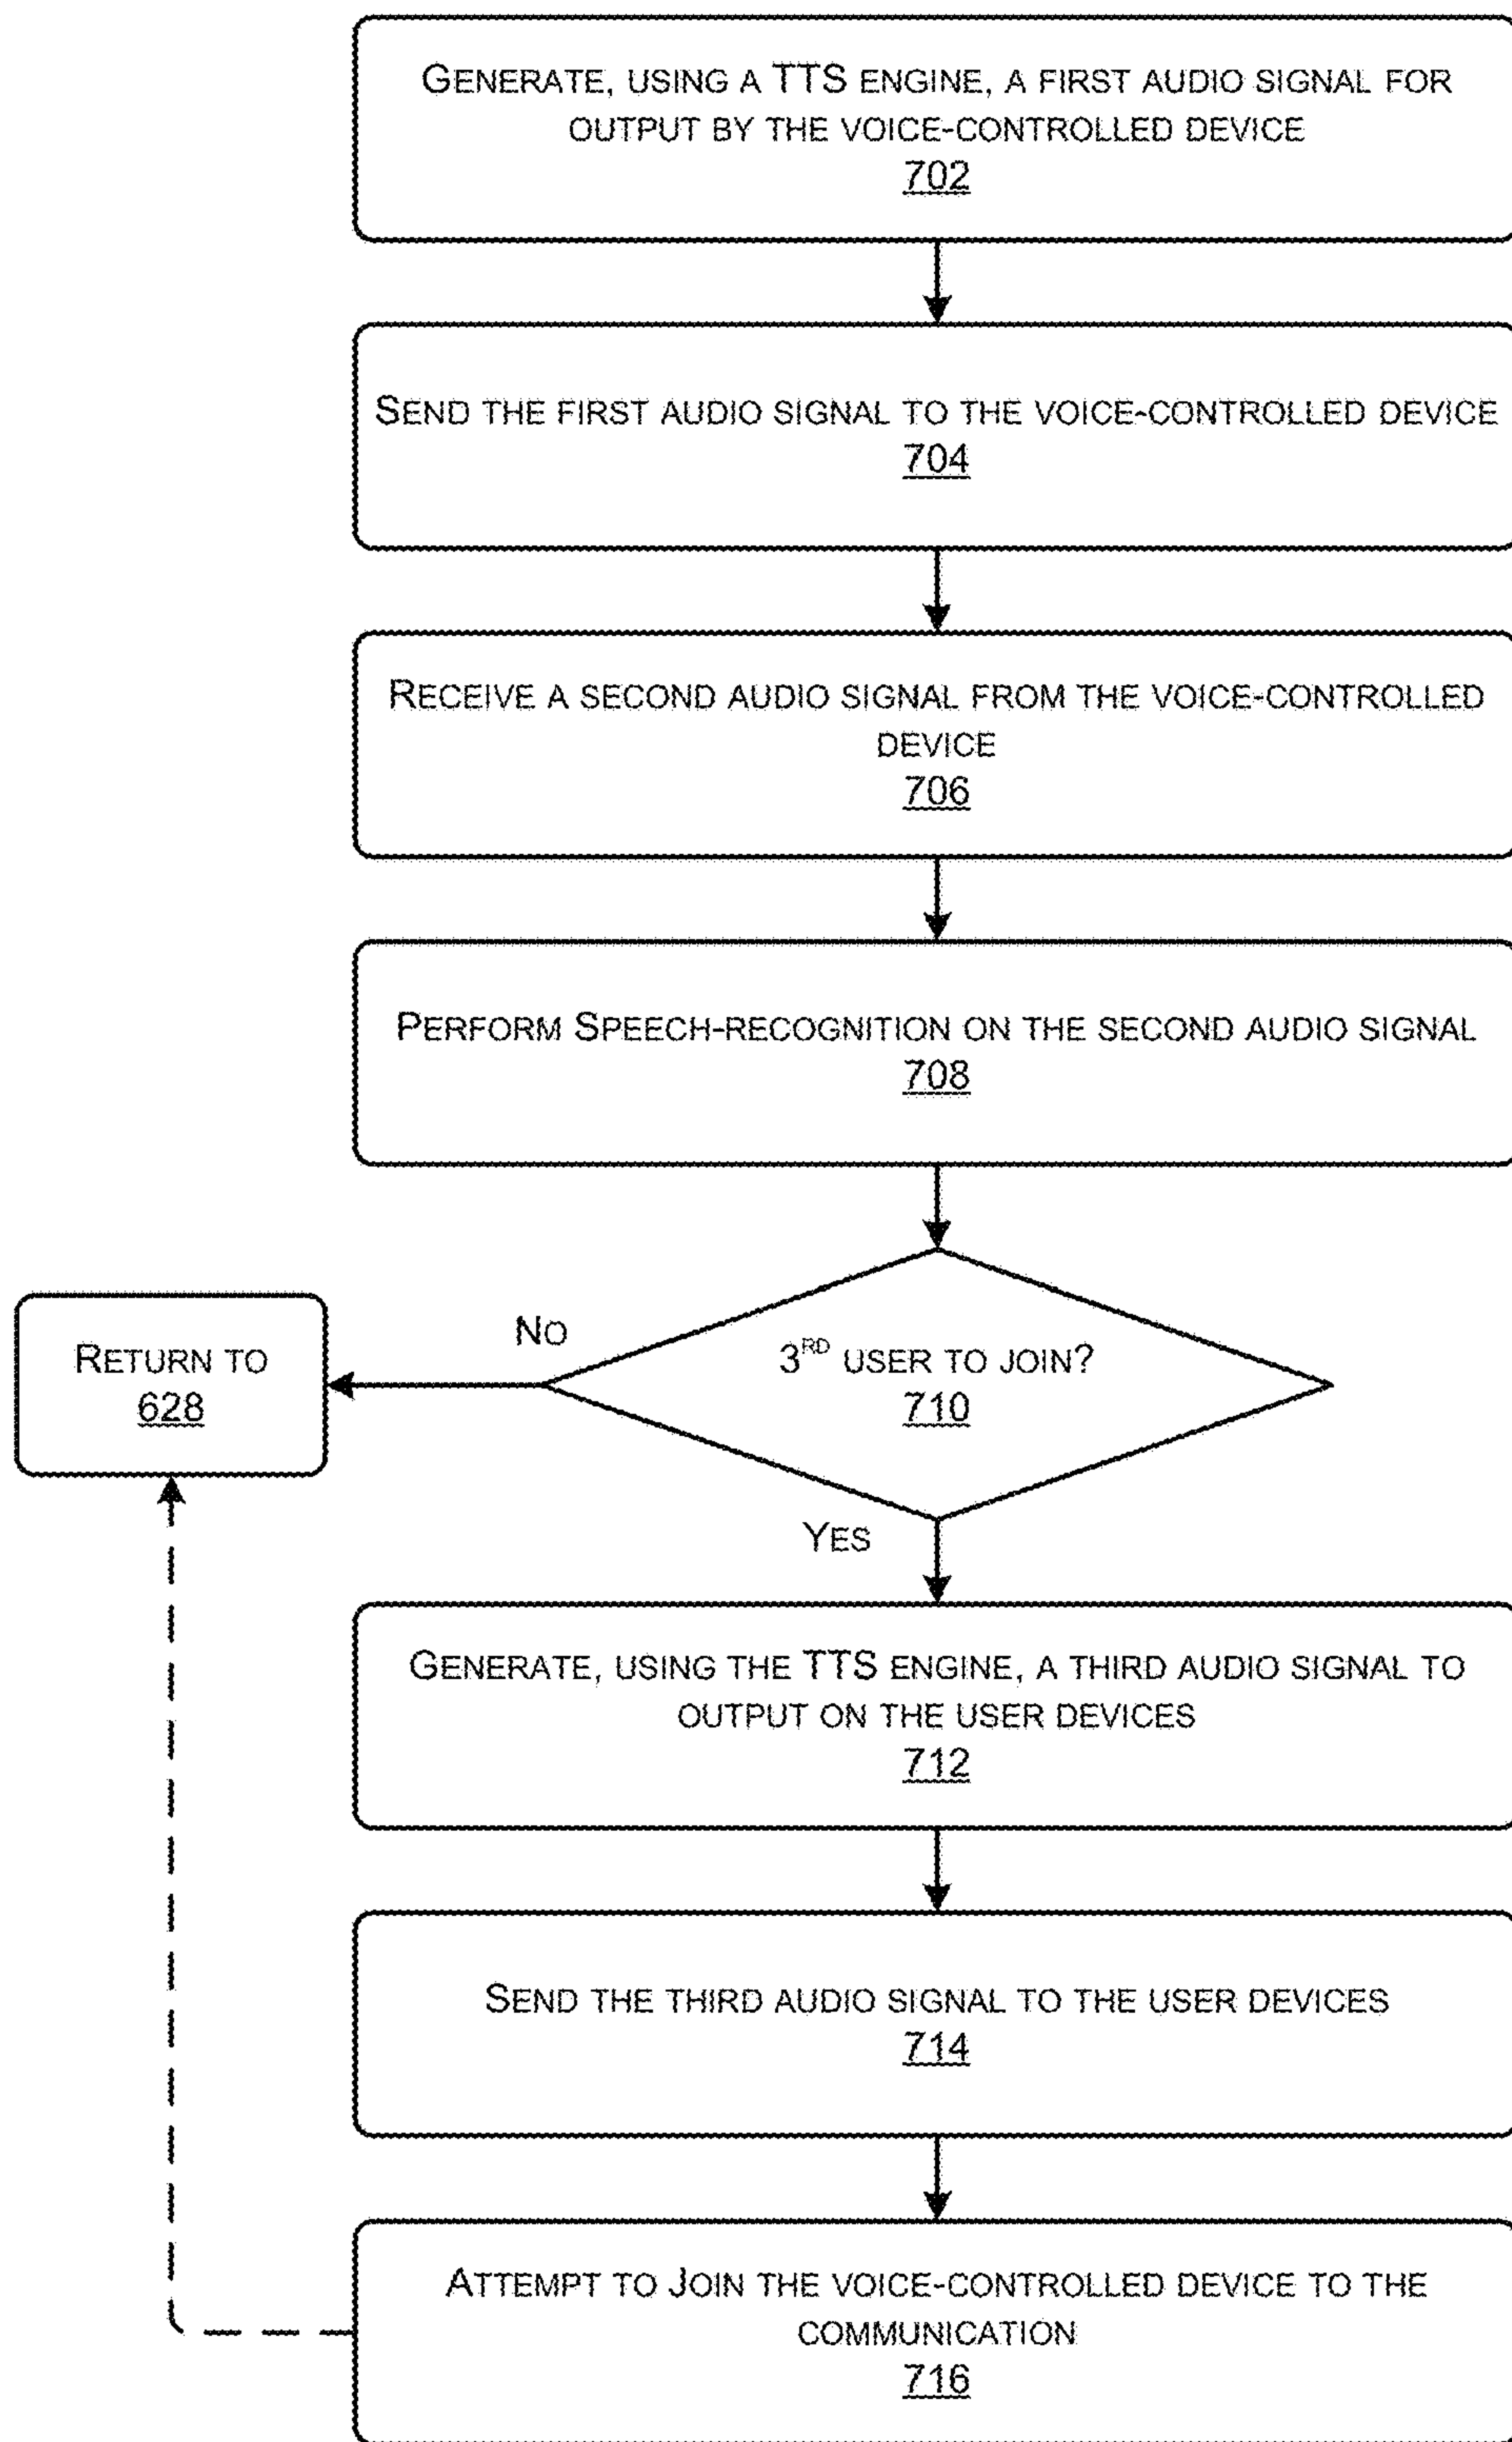 GENERATE, USING A TTS ENGINE, A FIRST AUDIO SIGNAL FOR
OUTPUT BY THE VOICE-CONTROLLED DEVICE
702
SEND THE FIRST AUDIO SIGNAL TO THE VOICE-CONTROLLED DEVICE
704
RECEIVE A SECOND AUDIO SIGNAL FROM THE VOICE-CONTROLLED
DEVICE
706
PERFORM SPEECH-RECOGNITION ON THE SECOND AUDIO SIGNAL
708
NO
3RD USER TO JOIN?
710
RETURN TO
628
YES
GENERATE, USING THE TTS ENGINE, A THIRD AUDIO SIGNAL TO
OUTPUT ON THE USER DEVICES
712
SEND THE THIRD AUDIO SIGNAL TO THE USER DEVICES
714
ATTEMPT TO JOIN THE VOICE-CONTROLLED DEVICE TO THE
COMMUNICATION
716